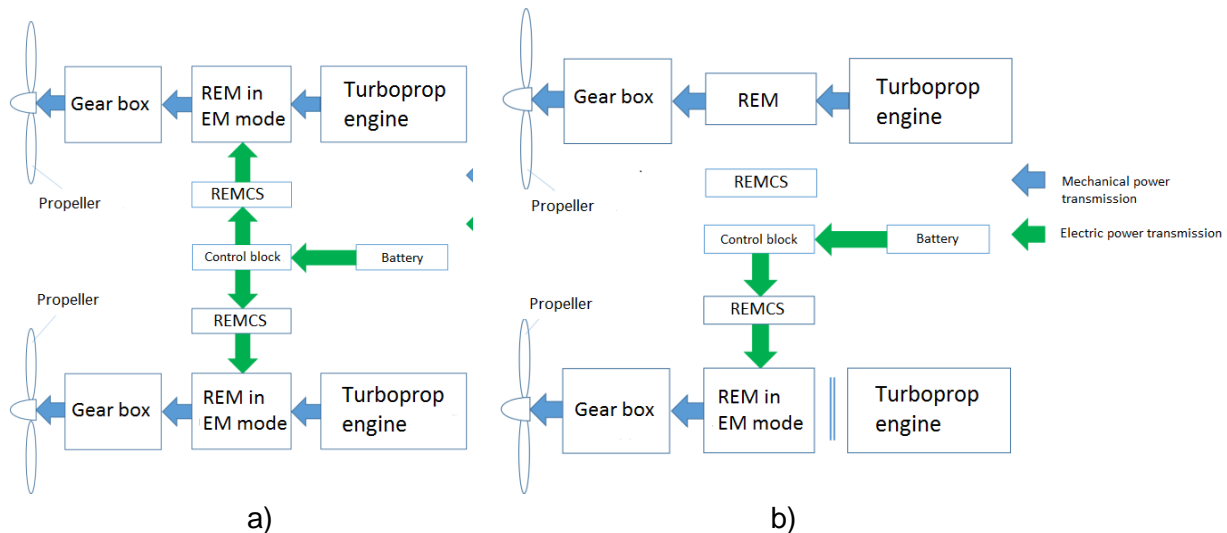 Gear box
REM in
EM mode
Turboprop
engine
Propeller
REMCS
Control block
Battery
REMCS
Propeller
Gear box
REM in
EM mode
Turboprop
engine
a)
Gear box
REM
Turboprop
engine
Propeller
REMCS
Control block
Battery
REMCS
Propeller
Gear box
REM in
EM mode
Turboprop
engine
b)
Mechanical power
transmission
Electric power transmission